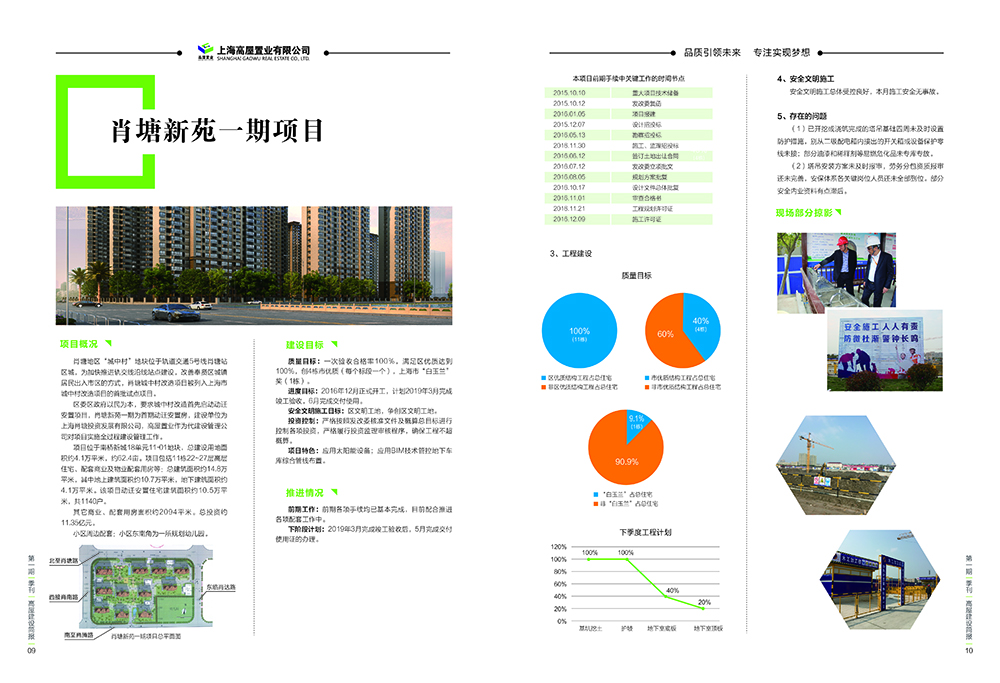 高屋置业
上海高屋置业有限公司
SHANGHAI GAOWU REAL ESTATE CO., LTD.
肖塘新苑一期项目
项目概况
肖塘地区“城中村”地块位于轨道交通5号线肖塘站
区域，为加快推进轨交线沿线站点建设，改善奉贤区城镇
居民出入市区的方式，肖塘城中村改造项目被列入上海市
城中村改造项目的首批试点项目。
区委区政府以民为本，要求城中村改造首先启动动迁
安置项目，肖塘新苑一期为首期动迁安置房，建设单位为
上海肖塘投资发展有限公司，高屋置业作为代建设管理公
司对项目实施全过程建设管理工作。
项目位于南桥新城18单元11-01地块，总建设用地面
积约4.1万平米，约62.4亩。项目包括11栋22~27层高层
住宅、配套商业及物业配套用房等；总建筑面积约14.8万
平米，其中地上建筑面积约10.7万平米，地下建筑面积约
4.1万平米。该项目动迁安置住宅建筑面积约10.5万平
米，共1140户。
其它商业、配套用房面积约2094平米。总投资约
11.35亿元。
小区周边配套：小区东南角为一所规划幼儿园。
北至肖塘路
西接肖南路
东临肖达路
南至肖湾路
肖塘新苑一期项目总平面图
建设目标
质量目标：一次验收合格率100%，满足区优质达到
100%，创4栋市优质（每个标段一个），上海市“白玉兰”
奖（1栋）。
进度目标：2016年12月正式开工，计划2019年3月完成
竣工验收，6月完成交付使用。
安全文明施工目标：区文明工地，争创区文明工地。
投资控制：严格按照发改委核准文件及概算总目标进行
控制各项投资，严格履行投资监理审核程序，确保工程不超
概算。
项目特色：应用太阳能设备；应用BIM技术管控地下车
库综合管线布置。
推进情况
前期工作：前期各项手续均已基本完成，目前配合推进
各项配套工作中。
下阶段计划：2019年3月完成竣工验收后，5月完成交付
使用证的办理。
第一期
季刊
高屋建设简报
09
品质引领未来 专注实现梦想
本项目前期手续中关键工作的时间节点
2015.10.10 重大项目技术储备
2015.10.12 发改委复函
2016.01.05 项目报建
2015.12.07 设计招投标
2016.05.13 勘察招投标
2016.11.30 施工、监理招投标
2016.06.12 签订土地出让合同
2016.07.12 发改委立项批文
2016.08.05 规划方案批复
2016.10.17 设计文件总体批复
2016.11.01 审查合格书
2016.11.21 工程规划许可证
2016.12.09 施工许可证
3、工程建设
质量目标
100%
(11栋)
40%
(4栋)
60%
区优质结构工程占总住宅
非区优质结构工程占总住宅
市优质结构工程占总住宅
非市优质结构工程占总住宅
9.1%
(1栋)
90.9%
“白玉兰”占总住宅
非“白玉兰”占总住宅
下季度工程计划
120%
100%
80%
60%
40%
20%
0%
100%
100%
40%
20%
基坑挖土
护坡
地下室底板
地下室顶板
4、安全文明施工
安全文明施工总体受控良好，本月施工安全无事故。
5、存在的问题
（1）已开挖或浇筑完成的塔吊基础四周未及时设置
防护措施，别从二级配电箱内接出的开关箱或设备保护零
线未接；部分油漆和稀释剂等易燃危化品未专库专放。
（2）塔吊安装方案未及时报审，劳务分包资质报审
还未完善，安保体系各关键岗位人员还未全部到位，部分
安全内业资料有点滞后。
现场部分掠影
安全施工人人有责
防微杜渐警钟长鸣
第一期
季刊
高屋建设简报
10